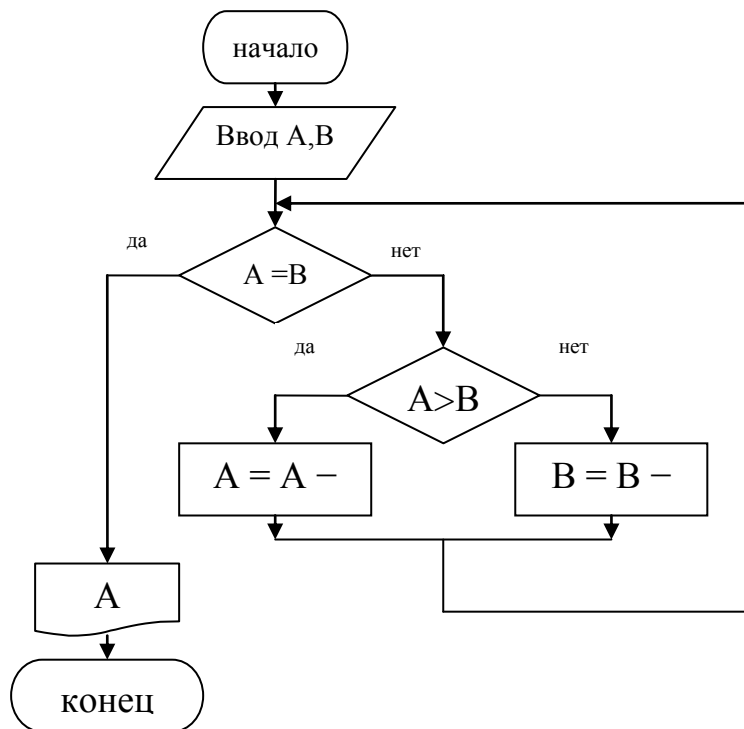 начало
Ввод А,В
да
нет
А =В
да
нет
А>В
А = А –
В = В –
А
конец